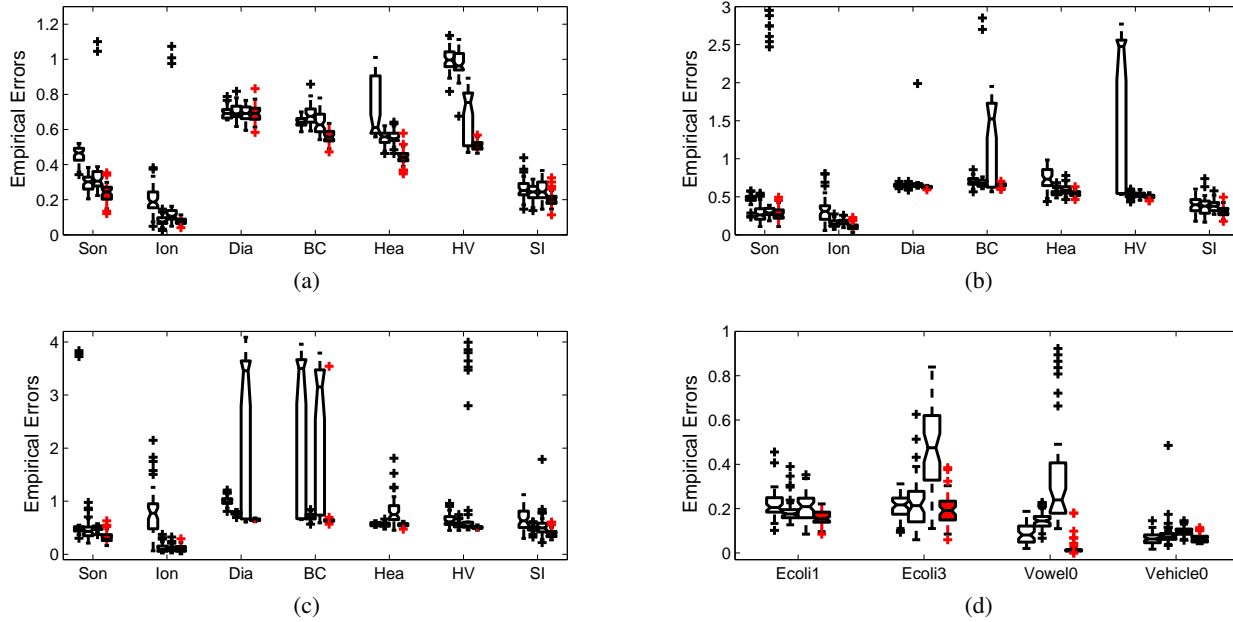 Empirical Errors
1.2
1
0.8
0.6
0.4
0.2
0
Son Ion Dia BC Hea HV SI
(a)
Empirical Errors
3
2.5
2
1.5
1
0.5
0
Son Ion Dia BC Hea HV SI
(b)
Empirical Errors
4
3
2
1
0
Son Ion Dia BC Hea HV SI
(c)
Empirical Errors
1
0.8
0.6
0.4
0.2
0
Ecoli1 Ecoli3 Vowel0 Vehicle0
(d)